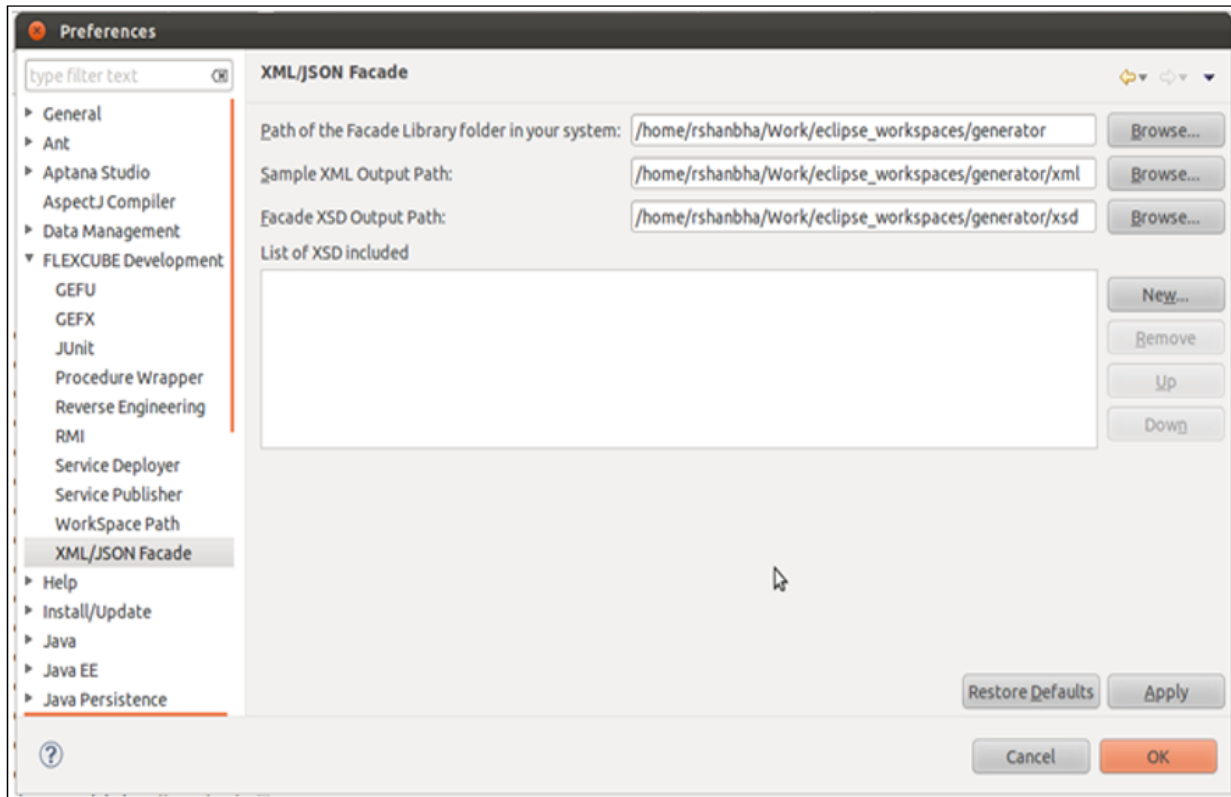 Preferences
type filter text
General
Ant
Aptana Studio
AspectJ Compiler
Data Management
FLEXCUBE Development
GEFU
GEFX
JUnit
Procedure Wrapper
Reverse Engineering
RMI
Service Deployer
Service Publisher
WorkSpace Path
XML/JSON Facade
Help
Install/Update
Java
Java EE
Java Persistence
XML/JSON Facade
Path of the Facade Library folder in your system: /home/rshanbha/Work/eclipse_workspaces/generator Browse...
Sample XML Output Path: /home/rshanbha/Work/eclipse_workspaces/generator/xml Browse...
Facade XSD Output Path: /home/rshanbha/Work/eclipse_workspaces/generator/xsd Browse...
List of XSD included
New...
Remove
Up
Down
Restore Defaults Apply
Cancel OK